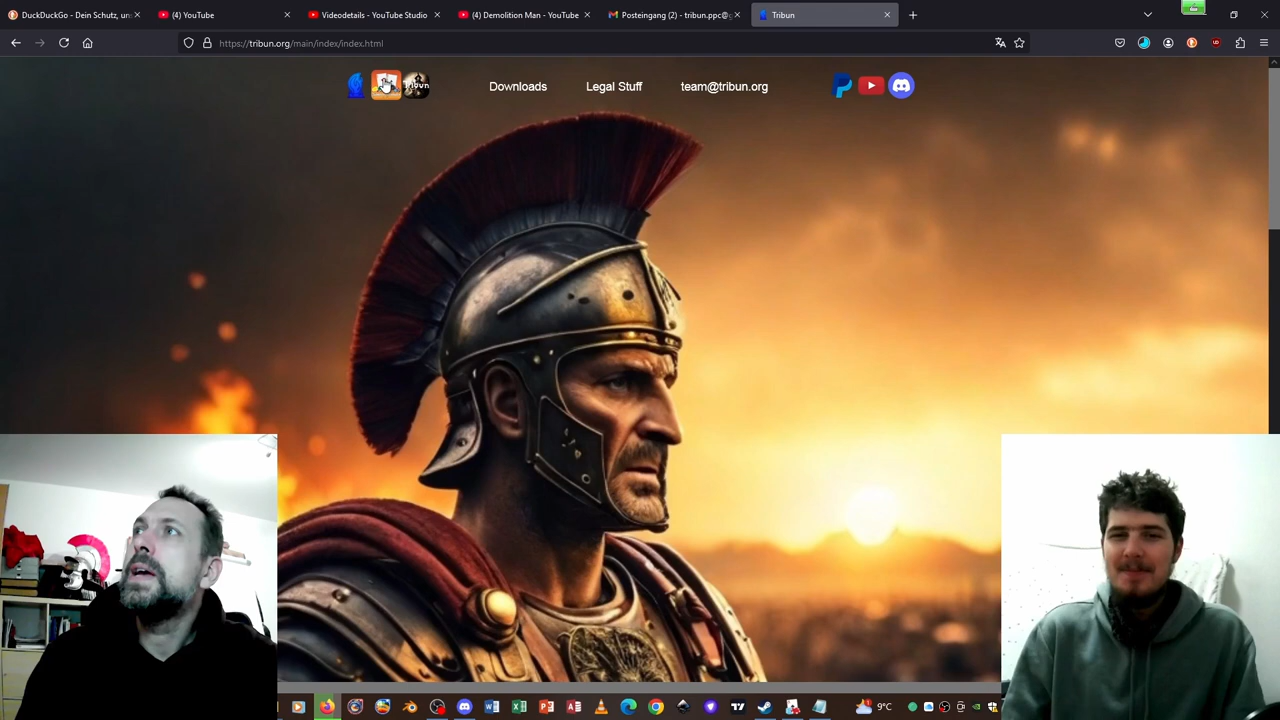 DuckDuckGo - Dein Schutz, un
(4) YouTube
Videodetails - YouTube Studio
(4) Demolition Man - YouTube
Posteingang (2) - tribun.ppc@g
Tribun
https://tribun.org/main/index/index.html
Tribun
Downloads
Legal Stuff
team@tribun.org
9°C